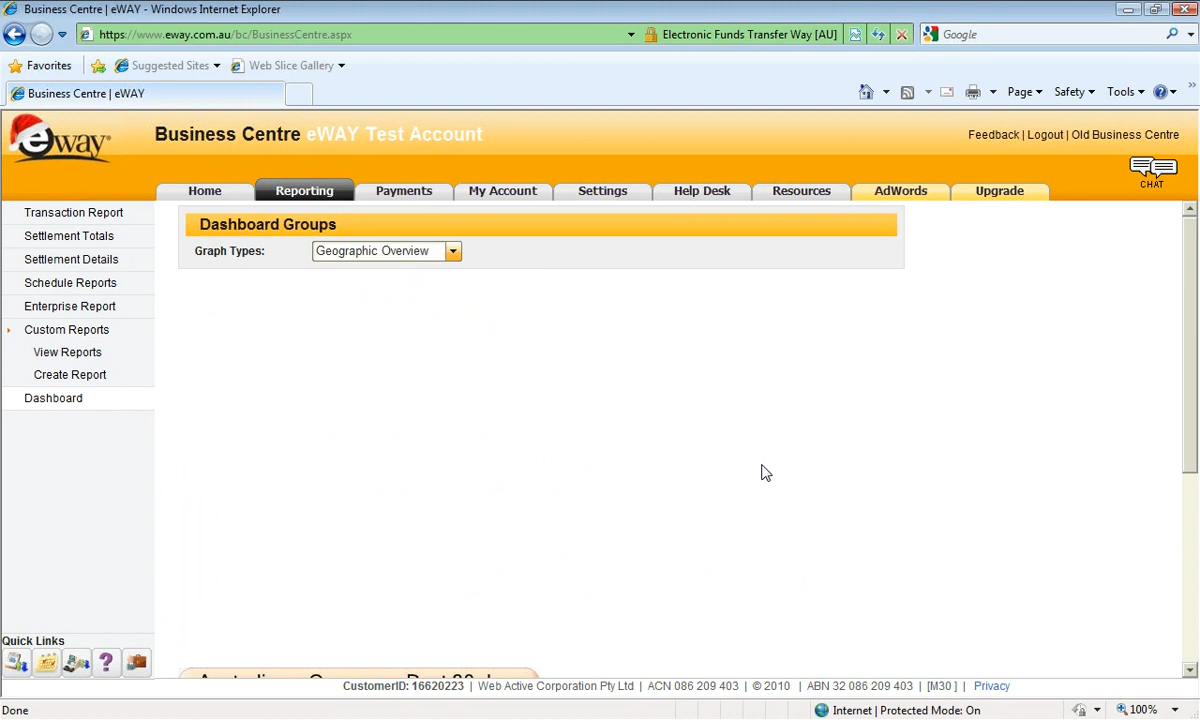 Business Centre | eWAY - Windows Internet Explorer
https://www.eway.com.au/bc/BusinessCentre.aspx
Electronic Funds Transfer Way [AU]
Google
Favorites
Suggested Sites
Web Slice Gallery
Business Centre | eWAY
Page
Safety
Tools
»
eway
Business Centre eWAY Test Account
Feedback | Logout | Old Business Centre
CHAT
Home
Reporting
Payments
My Account
Settings
Help Desk
Resources
AdWords
Upgrade
Transaction Report
Settlement Totals
Settlement Details
Schedule Reports
Enterprise Report
Custom Reports
View Reports
Create Report
Dashboard
Dashboard Groups
Graph Types:
Geographic Overview
Quick Links
CustomerID: 16620223 | Web Active Corporation Pty Ltd | ACN 086 209 403 | © 2010 | ABN 32 086 209 403 | [M30 ] | Privacy
Done
Internet | Protected Mode: On
100%